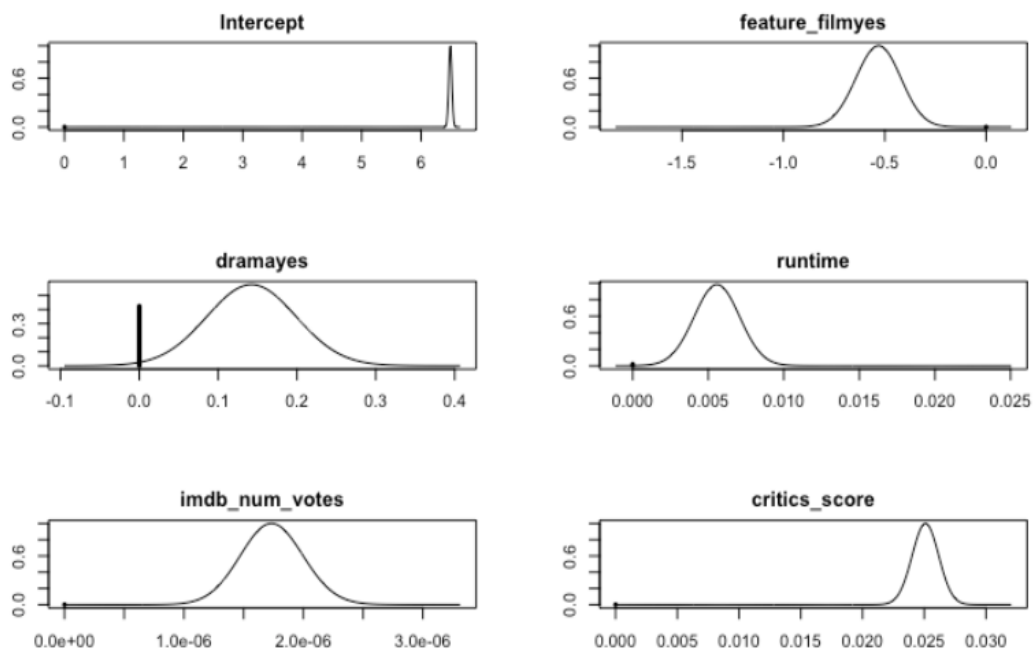 Intercept
0.0 0.6
0 1 2 3 4 5 6
feature_filmyes
0.0 0.6
-1.5 -1.0 -0.5 0.0
dramayes
0.0 0.3
-0.1 0.0 0.1 0.2 0.3 0.4
runtime
0.0 0.6
0.000 0.005 0.010 0.015 0.020 0.025
imdb_num_votes
0.0 0.6
0.0e+00 1.0e-06 2.0e-06 3.0e-06
critics_score
0.0 0.6
0.000 0.005 0.010 0.015 0.020 0.025 0.030